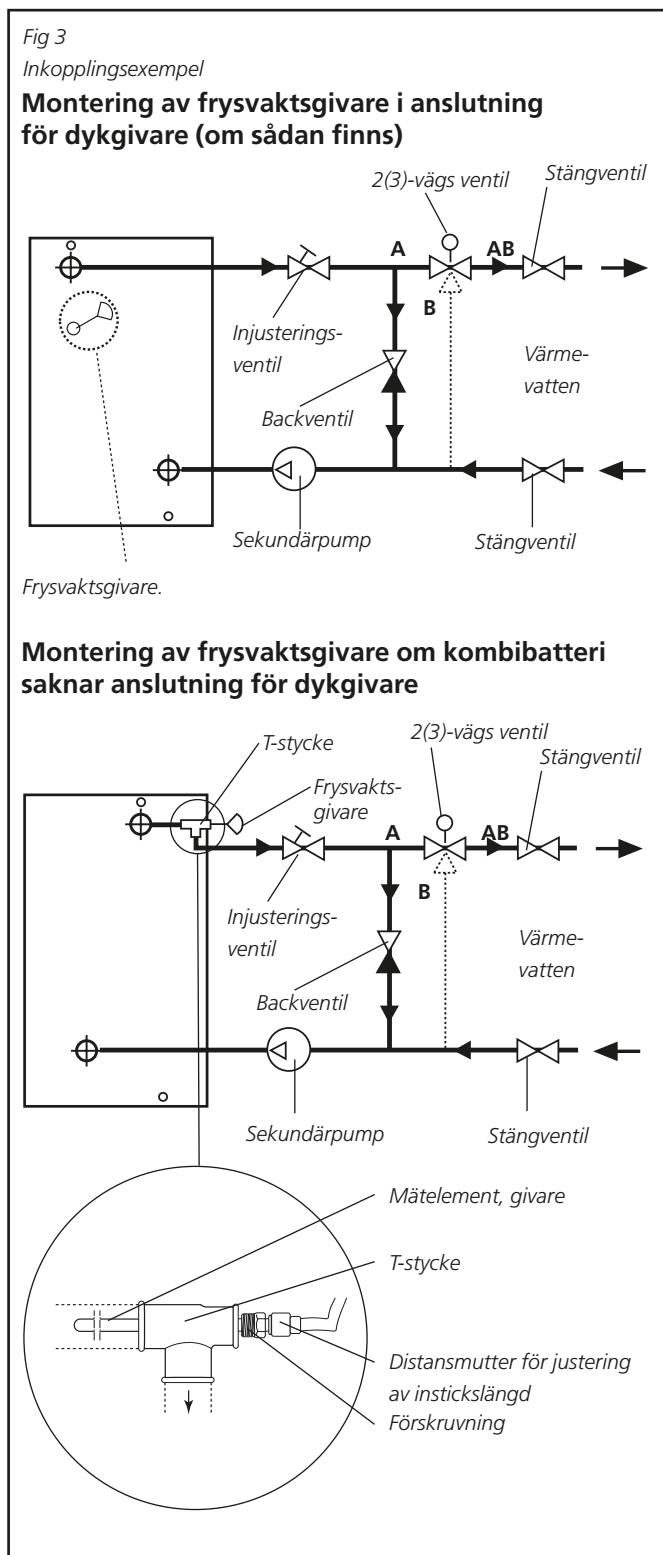 Fig 3
Inkopplingsexempel
Montering av frysvaktsgivare i anslutning
för dykgivare (om sådan finns)
2(3)-vägs ventil
Stängventil
A
AB
B
Injusterings-
ventil
Värme-
vatten
Backventil
Sekundärpump
Stängventil
Frysvaktsgivare.
Montering av frysvaktsgivare om kombibatteri
saknar anslutning för dykgivare
2(3)-vägs ventil
T-stycke
Stängventil
Frysvakts-
givare
A
AB
B
Injusterings-
ventil
Värme-
vatten
Backventil
Sekundärpump
Stängventil
Mätelement, givare
T-stycke
Distansmutter för justering
av instickslängd
Förskruvning